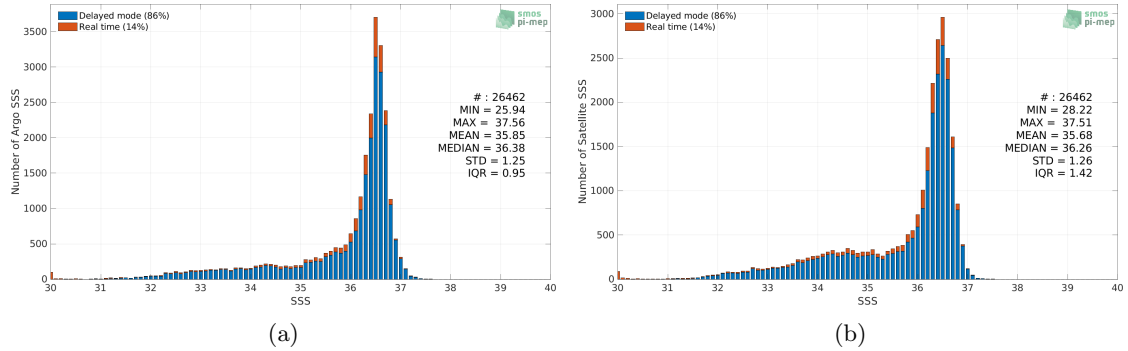 Delayed mode (86%)
Real time (14%)
smos
pi-mep
# : 26462
MIN = 25.94
MAX = 37.56
MEAN = 35.85
MEDIAN = 36.38
STD = 1.25
IQR = 0.95
Number of Argo SSS
3500
3000
2500
2000
1500
1000
500
0
30 31 32 33 34 35 36 37 38 39 40
SSS
(a)
Delayed mode (86%)
Real time (14%)
smos
pi-mep
# : 26462
MIN = 28.22
MAX = 37.51
MEAN = 35.68
MEDIAN = 36.26
STD = 1.26
IQR = 1.42
Number of Satellite SSS
3000
2500
2000
1500
1000
500
0
30 31 32 33 34 35 36 37 38 39 40
SSS
(b)